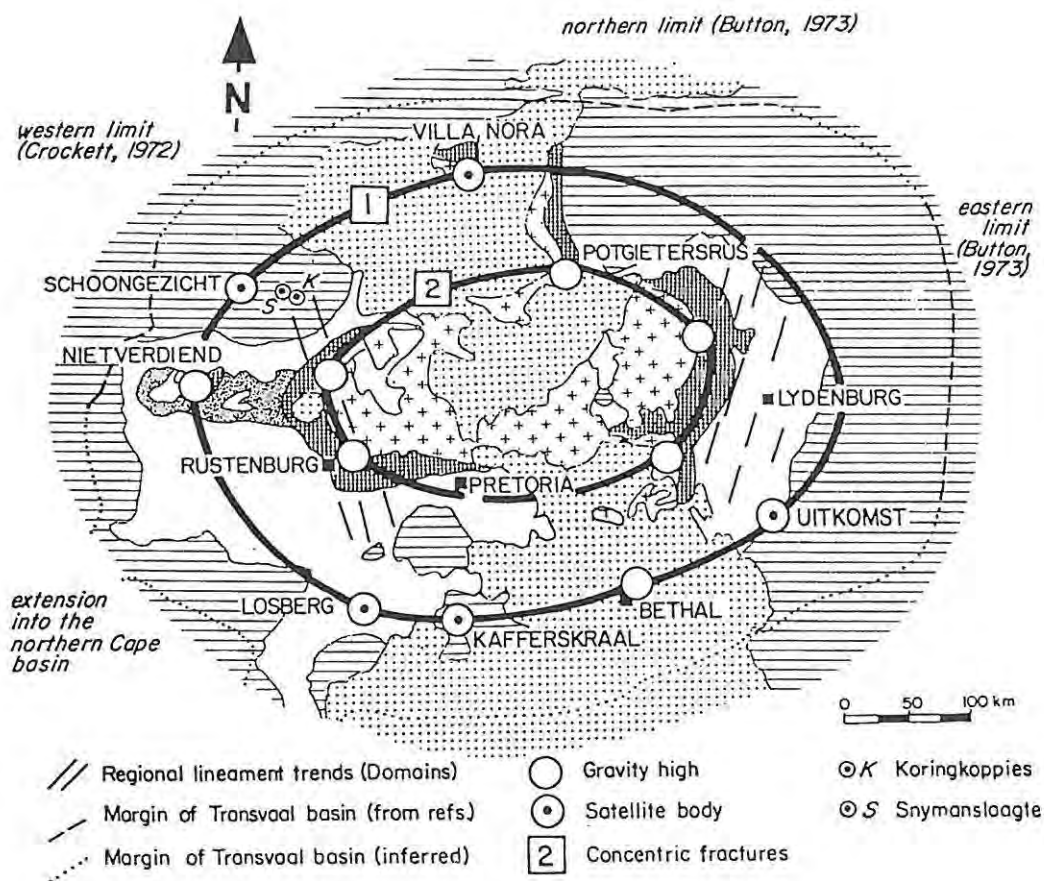 northern limit (Button, 1973)
N
western limit
(Crockett, 1972)
VILLA NORA
1
eastern
limit
(Button,
1973)
POTGIETERSRUS
SCHOONGEZICHT
K
S
2
NIETVERDIEND
LYDENBURG
RUSTENBURG
PRETORIA
UITKOMST
extension
into the
northern Cape
basin
LOSBERG
BETHAL
KAFFERSKRAAL
0 50 100 km
Regional lineament trends (Domains)
Gravity high
K Koringkoppies
Margin of Transvaal basin (from refs.)
Satellite body
S Snymanslaagte
Margin of Transvaal basin (inferred)
2 Concentric fractures